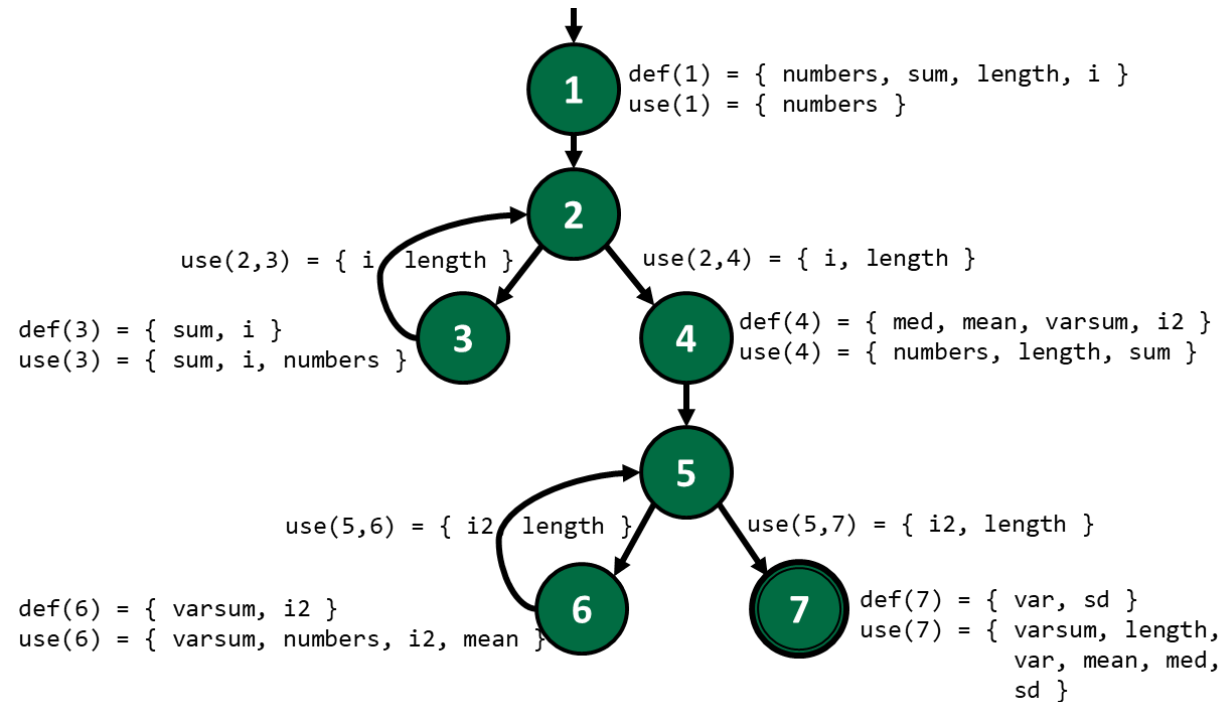 1
def(1) = { numbers, sum, length, i }
use(1) = { numbers }
2
use(2,3) = { i, length }
use(2,4) = { i, length }
3
def(3) = { sum, i }
use(3) = { sum, i, numbers }
4
def(4) = { med, mean, varsum, i2 }
use(4) = { numbers, length, sum }
5
use(5,6) = { i2, length }
use(5,7) = { i2, length }
6
def(6) = { varsum, i2 }
use(6) = { varsum, numbers, i2, mean }
7
def(7) = { var, sd }
use(7) = { varsum, length,
var, mean, med,
sd }